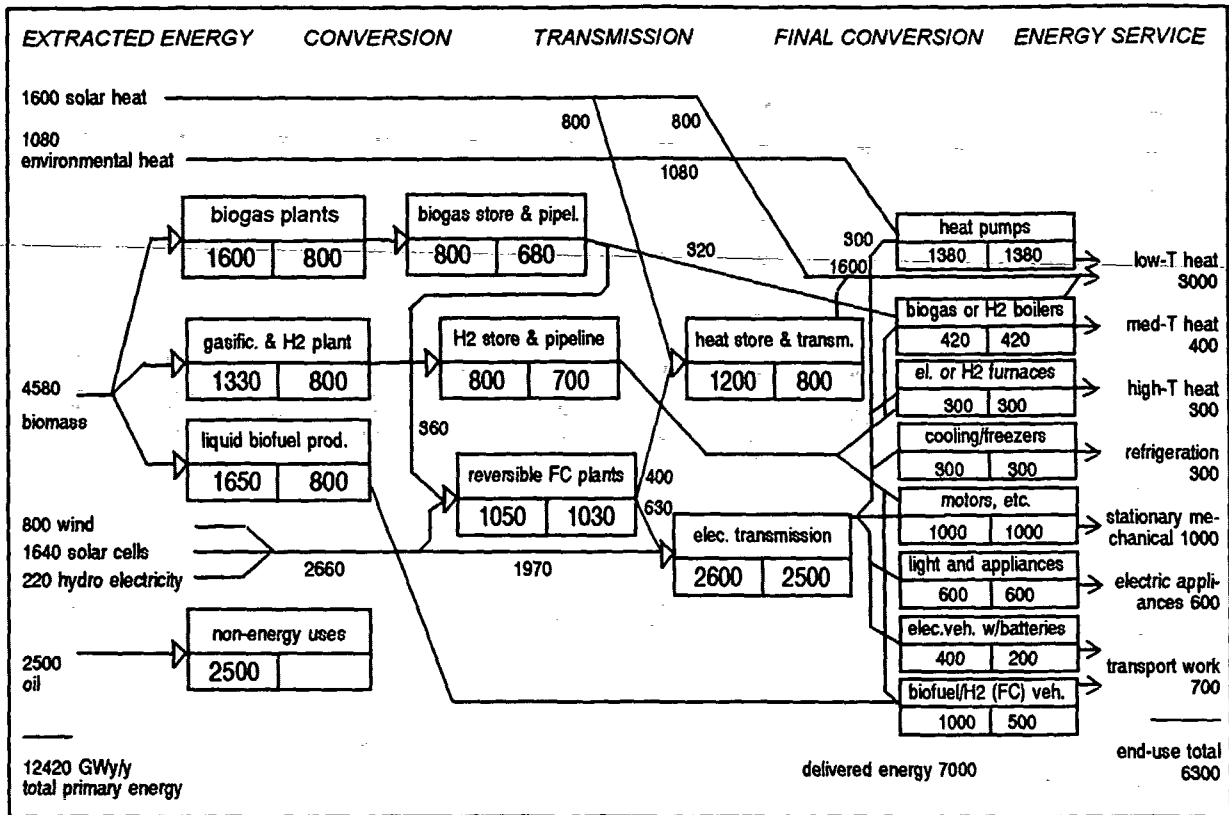 EXTRACTED ENERGY CONVERSION TRANSMISSION FINAL CONVERSION ENERGY SERVICE
1600 solar heat
800
800
1080
environmental heat
1080
biogas plants
1600 800
biogas store & pipel.
800 680
320
300
1600
heat pumps
1380 1380
low-T heat
3000
biogas or H2 boilers
420 420
med-T heat
400
gasific. & H2 plant
1330 800
H2 store & pipeline
800 700
heat store & transm.
1200 800
el. or H2 furnaces
300 300
high-T heat
300
4580
biomass
360
liquid biofuel prod.
1650 800
reversible FC plants
1050 1030
400
630
cooling/freezers
300 300
refrigeration
300
motors, etc.
1000 1000
stationary me-
chanical 1000
800 wind
1640 solar cells
220 hydro electricity
2660
1970
elec. transmission
2600 2500
light and appliances
600 600
electric appli-
ances 600
non-energy uses
2500
2500
oil
elec.veh. w/batteries
400 200
transport work
700
biofuel/H2 (FC) veh.
1000 500
12420 GWy/y
total primary energy
delivered energy 7000
end-use total
6300